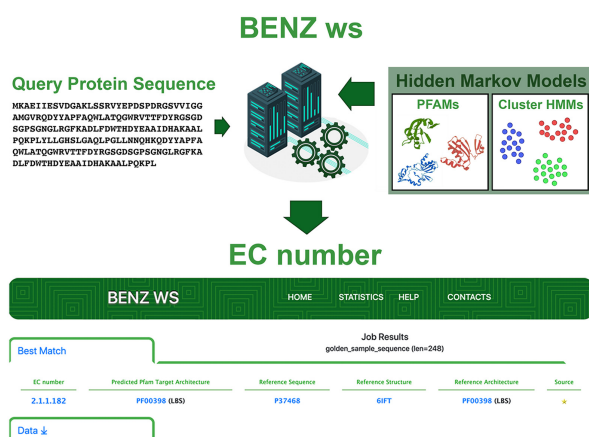 BENZ ws
Query Protein Sequence
MKAEIIESVDGAKLSSRVYEPDSPDRGSVVIGG
AMGVRQDYYAPFAQWLATQGWRVTTFDYRGSGD
SGPSGNGLRGFKADLFDWTHDYEAAIDHAKAAL
PQKPLYLLGHSLGAQLPGLLNNQHKQDYYAPFA
QWLATQGWRVTTFDYRGSGDSGPSGNGLRGFKA
DLFDWTHDYEAAIDHAKAALPQKPL
Hidden Markov Models
PFAMs
Cluster HMMs
EC number
BENZ WS HOME STATISTICS HELP CONTACTS
Job Results
golden_sample_sequence (len=248)
Best Match
EC number Predicted Pfam Target Architecture Reference Sequence Reference Structure Reference Architecture Source
2.1.1.182 PF00398 (LBS) P37468 6IFT PF00398 (LBS)
Data